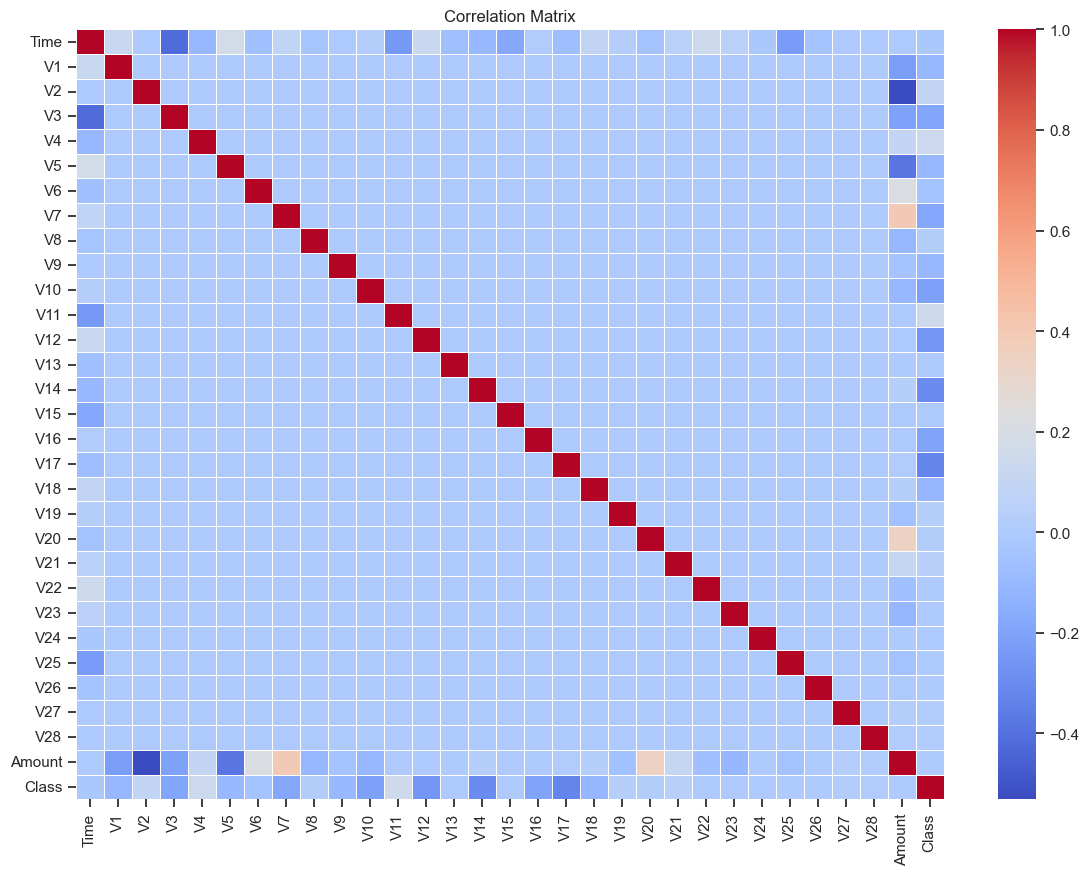 Correlation Matrix
Time
V1
V2
V3
V4
V5
V6
V7
V8
V9
V10
V11
V12
V13
V14
V15
V16
V17
V18
V19
V20
V21
V22
V23
V24
V25
V26
V27
V28
Amount
Class
Time
V1
V2
V3
V4
V5
V6
V7
V8
V9
V10
V11
V12
V13
V14
V15
V16
V17
V18
V19
V20
V21
V22
V23
V24
V25
V26
V27
V28
Amount
Class
1.0
0.8
0.6
0.4
0.2
0.0
−0.2
−0.4